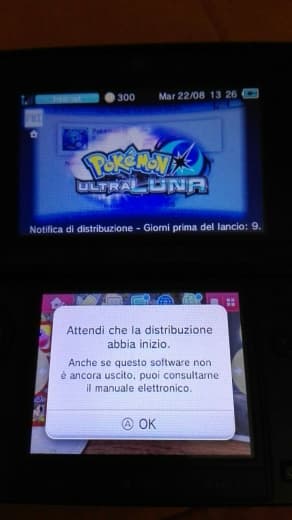 300 Mar 22/08 13 26
POKÉMON
ULTRALUNA
Notifica di distribuzione - Giorni prima del lancio: 9.
Attendi che la distribuzione
abbia inizio.
Anche se questo software non
è ancora uscito, puoi consultarne
il manuale elettronico.
A OK